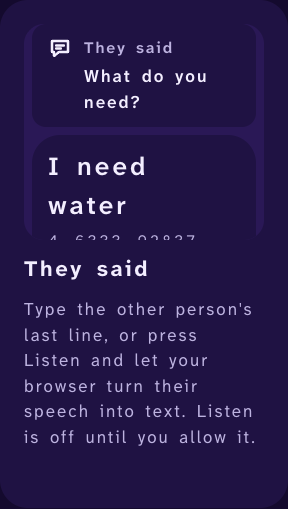 They said
What do you
need?
I need
water
They said
Type the other person's
last line, or press
Listen and let your
browser turn their
speech into text. Listen
is off until you allow it.